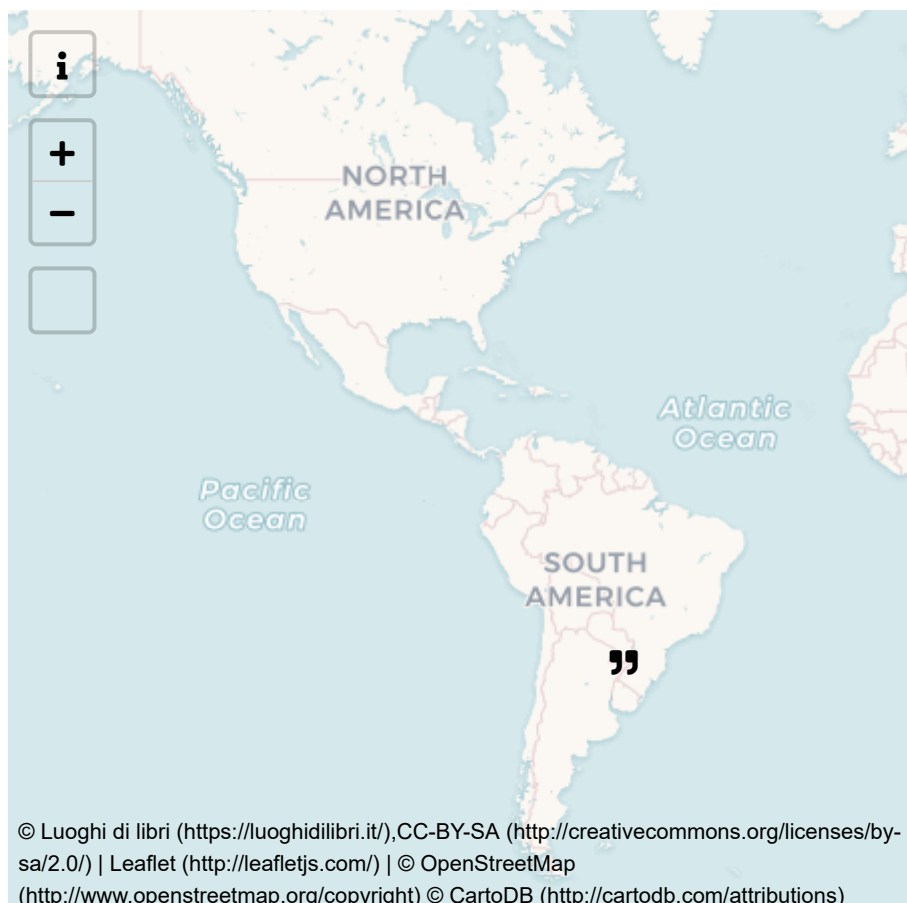 i
+
−
NORTH
AMERICA
Atlantic
Ocean
Pacific
Ocean
SOUTH
AMERICA
”
© Luoghi di libri (https://luoghidilibri.it/),CC-BY-SA (http://creativecommons.org/licenses/by-
sa/2.0/) | Leaflet (http://leafletjs.com/) | © OpenStreetMap
(http://www.openstreetmap.org/copyright) © CartoDB (http://cartodb.com/attributions)